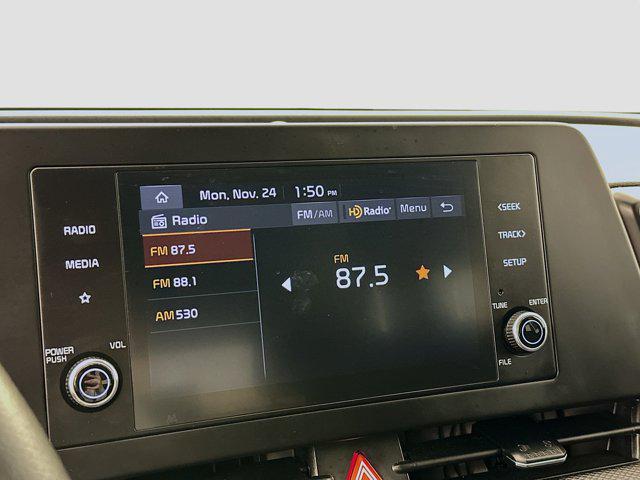 Mon, Nov. 24 1:50 PM
Radio FM/AM HD Radio Menu
FM 87.5
FM 88.1
AM 530
FM
87.5
RADIO
MEDIA
POWER
PUSH
VOL
<SEEK
TRACK>
SETUP
TUNE
ENTER
FILE